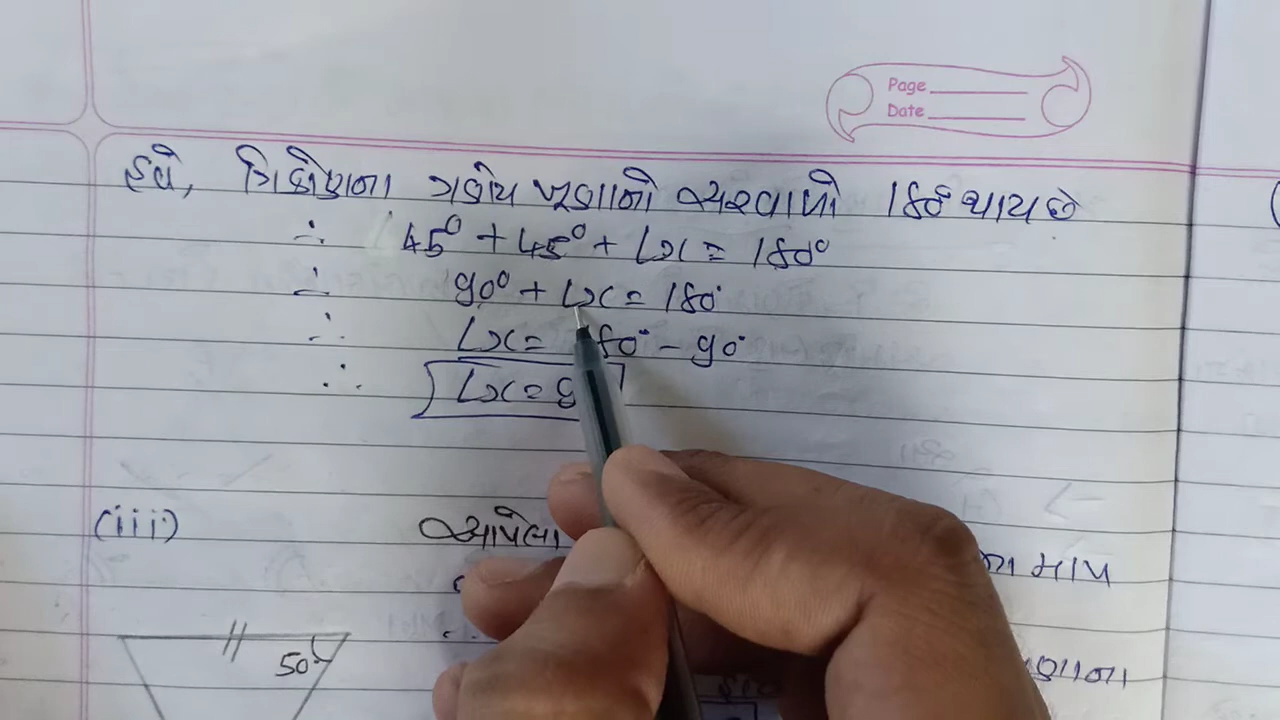 Page
Date
હવે, ત્રિકોણના ત્રણેય ખૂણાનો સરવાળો 180° થાય છે
∴ 45° + 45° + ∠x = 180°
∴ 90° + ∠x = 180°
∴ ∠x = 180° - 90°
∴ ∠x = 9
(iii) આપેલા
માપ
ખૂણાના
50°